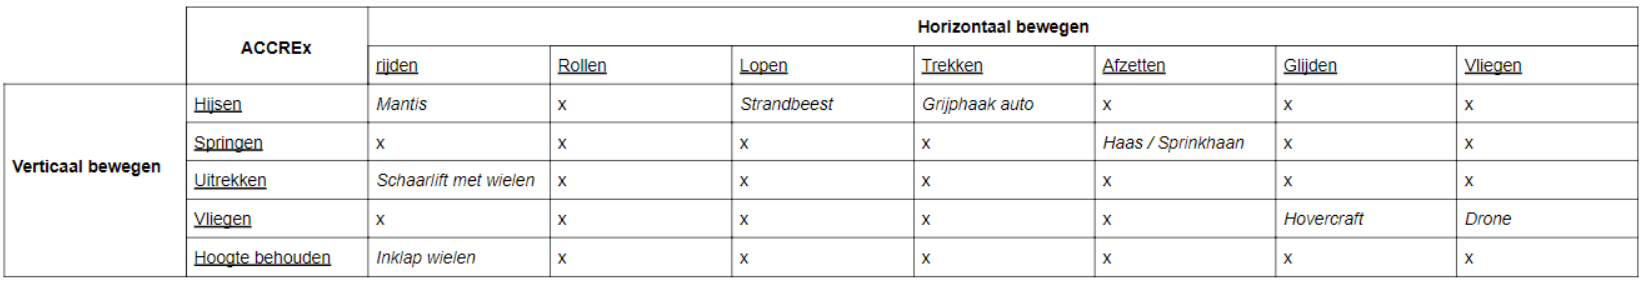 ACCREx Horizontaal bewegen
rijden Rollen Lopen Trekken Afzetten Glijden Vliegen
Verticaal bewegen
Hijsen Mantis x Strandbeest Grijphaak auto x x x
Springen x x x x Haas / Sprinkhaan x x
Uitrekken Schaarlift met wielen x x x x x x
Vliegen x x x x x Hovercraft Drone
Hoogte behouden Inklap wielen x x x x x x